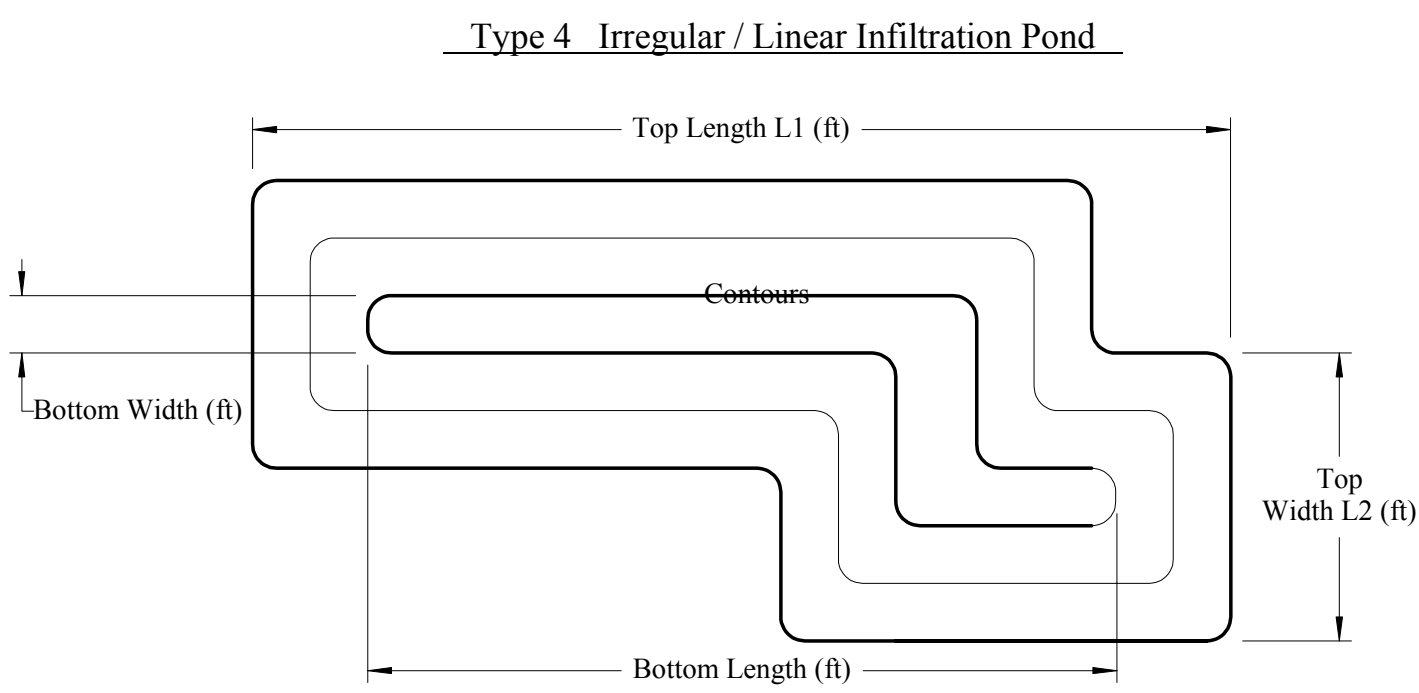 Type 4 Irregular / Linear Infiltration Pond
Top Length L1 (ft)
Contours
Bottom Width (ft)
Top
Width L2 (ft)
Bottom Length (ft)